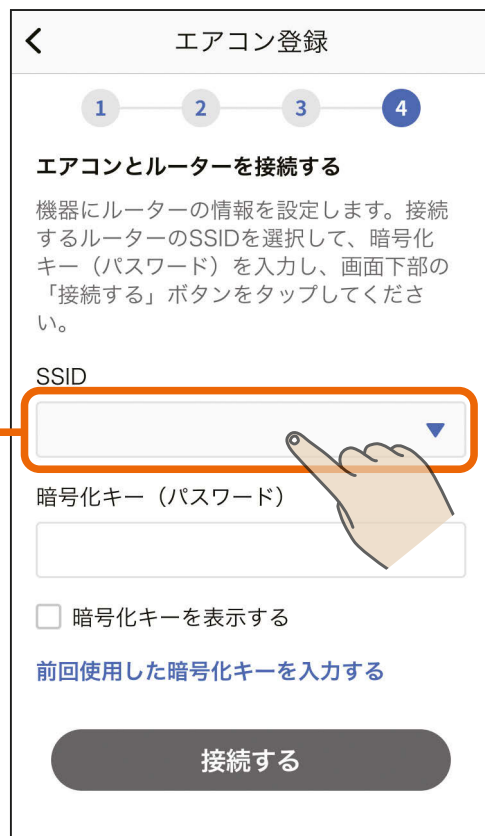 エアコン登録
1 2 3 4
エアコンとルーターを接続する
機器にルーターの情報を設定します。接続
するルーターのSSIDを選択して、暗号化
キー（パスワード）を入力し、画面下部の
「接続する」ボタンをタップしてくださ
い。
SSID
暗号化キー（パスワード）
暗号化キーを表示する
前回使用した暗号化キーを入力する
接続する